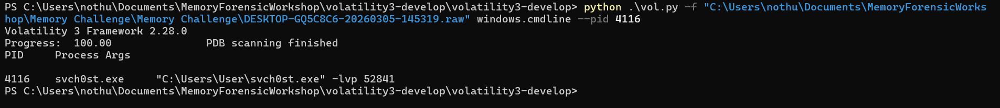 PS C:\Users\nothu\Documents\MemoryForensicWorkshop\volatility3-develop\volatility3-develop> python .\vol.py -f "C:\Users\nothu\Documents\MemoryForensicWorks
hop\Memory Challenge\Memory Challenge\DESKTOP-GQ5C8C6-20260305-145319.raw" windows.cmdline --pid 4116
Volatility 3 Framework 2.28.0
Progress:  100.00               PDB scanning finished
PID     Process Args

4116    svch0st.exe     "C:\Users\User\svch0st.exe" -lvp 52841
PS C:\Users\nothu\Documents\MemoryForensicWorkshop\volatility3-develop\volatility3-develop>